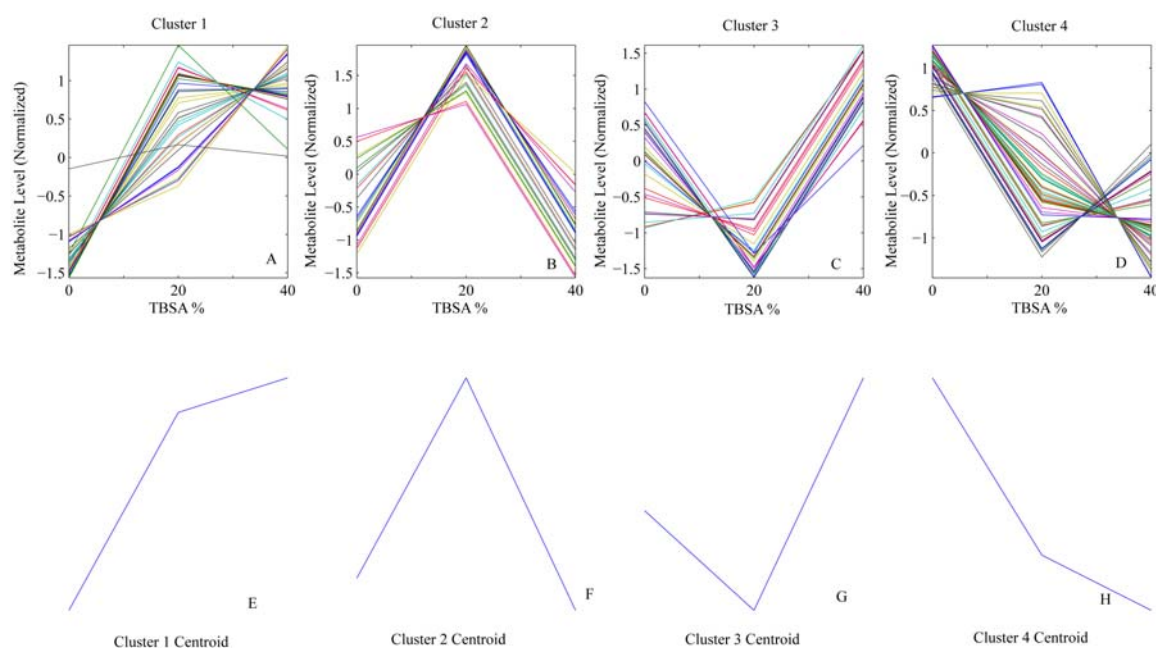 Cluster 1
Cluster 2
Cluster 3
Cluster 4
Metabolite Level (Normalized)
1
0.5
0
−0.5
−1
−1.5
A
0
20
40
TBSA %
Metabolite Level (Normalized)
1.5
1
0.5
0
−0.5
−1
−1.5
B
0
20
40
TBSA %
Metabolite Level (Normalized)
1.5
1
0.5
0
−0.5
−1
−1.5
C
0
20
40
TBSA %
Metabolite Level (Normalized)
1
0.5
0
−0.5
−1
D
0
20
40
TBSA %
E
F
G
H
Cluster 1 Centroid
Cluster 2 Centroid
Cluster 3 Centroid
Cluster 4 Centroid